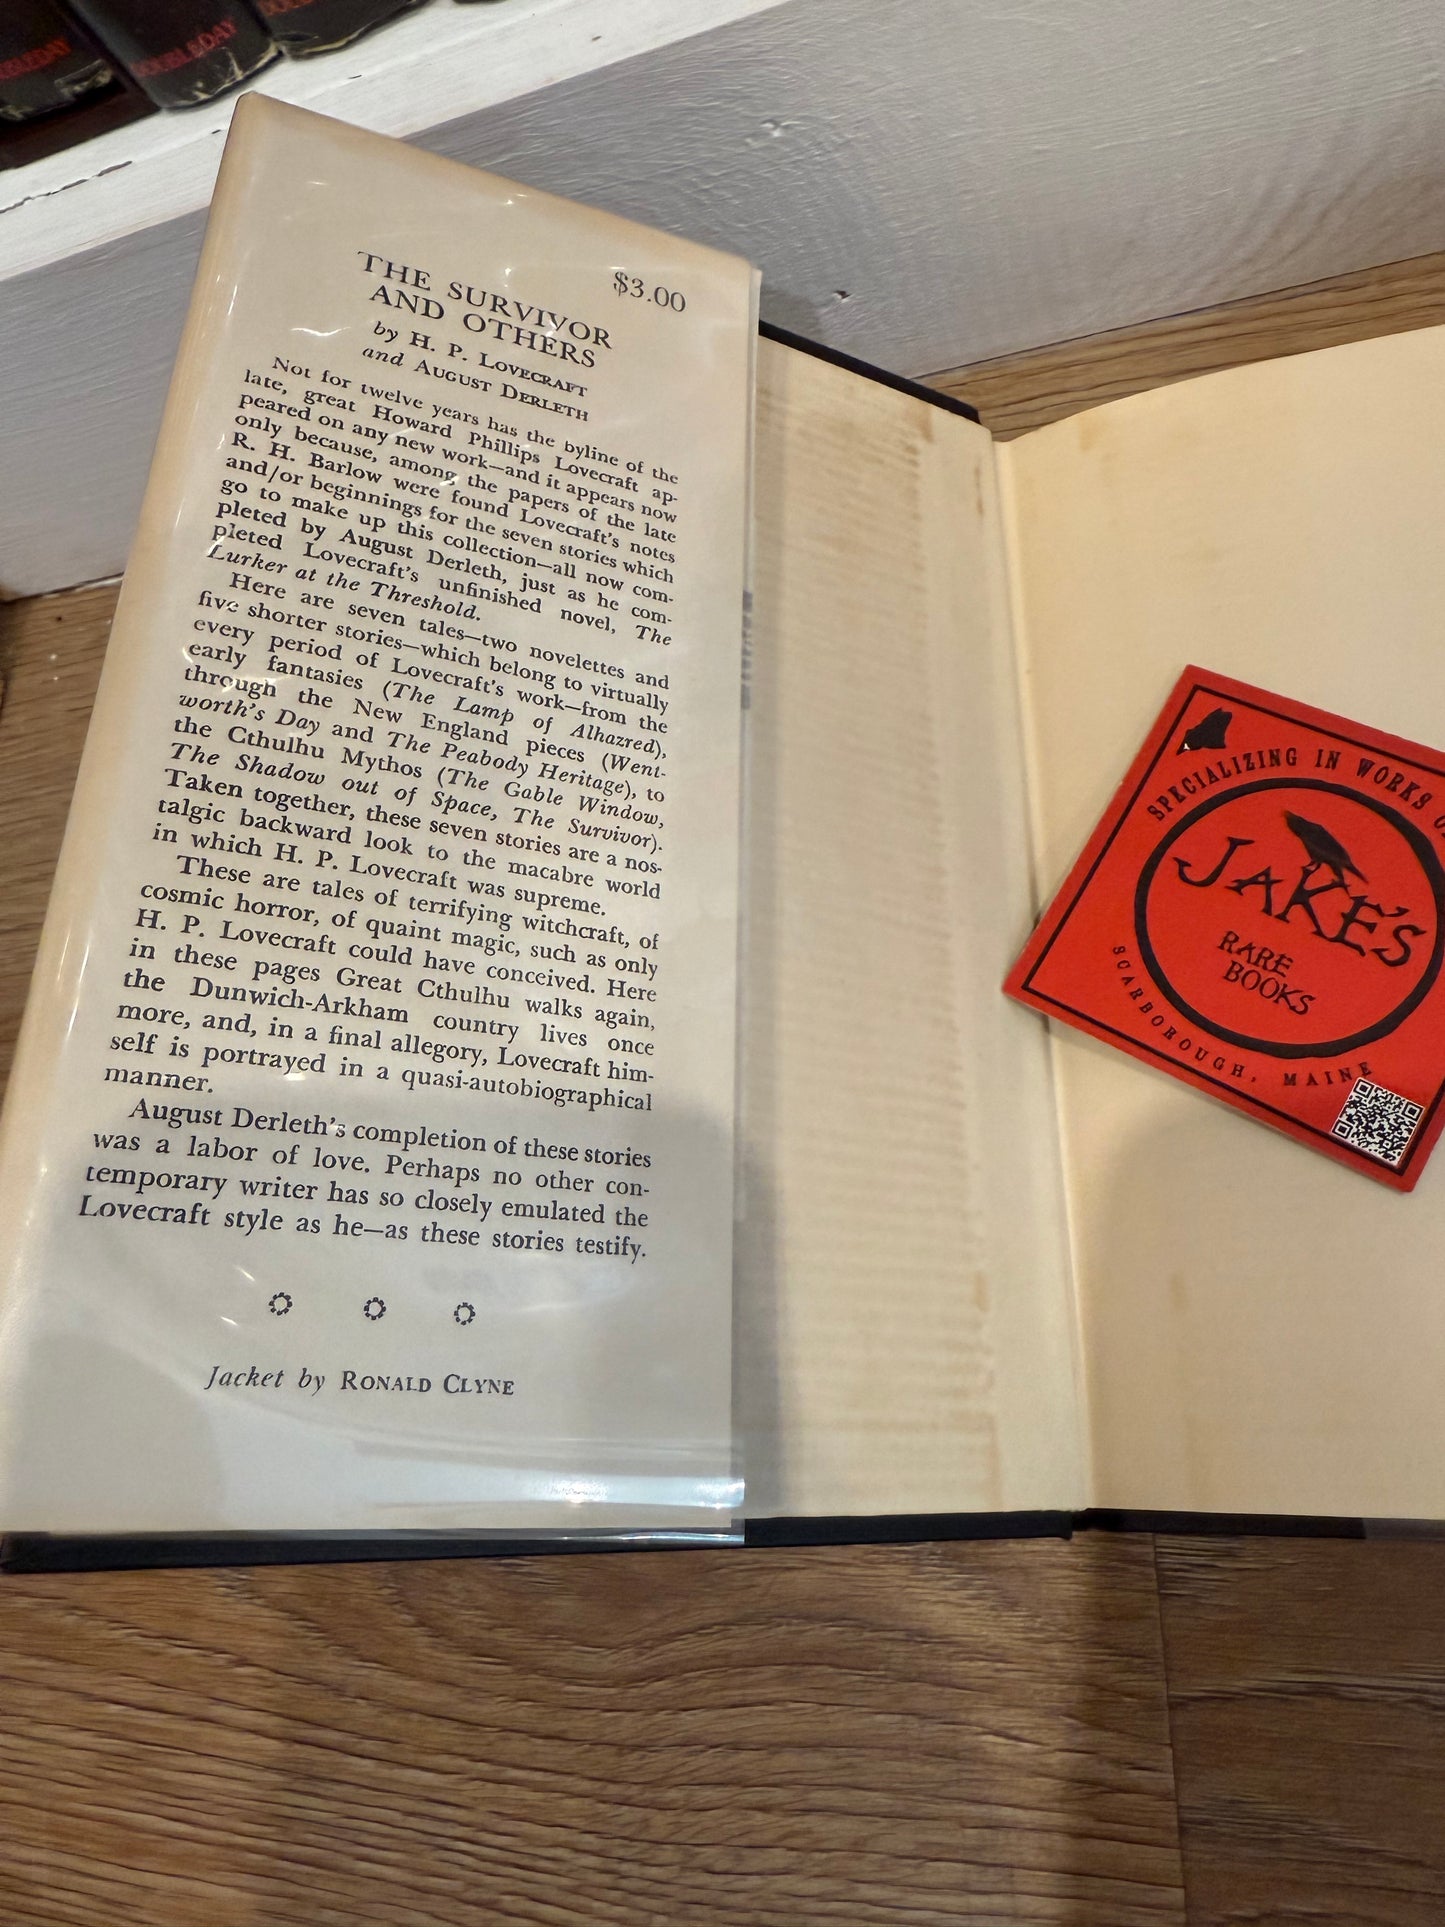 DOUBLEDAY
$3.00
THE SURVIVOR
AND OTHERS
by H. P. LOVECRAFT
and AUGUST DERLETH
Not for twelve years has the byline of the
late, great Howard Phillips Lovecraft ap-
peared on any new work—and it appears now
only because, among the papers of the late
R. H. Barlow were found Lovecraft's notes
and/or beginnings for the seven stories which
go to make up this collection—all now com-
pleted by August Derleth, just as he com-
pleted Lovecraft's unfinished novel, The
Lurker at the Threshold.
Here are seven tales—two novelettes and
five shorter stories—which belong to virtually
every period of Lovecraft's work—from the
early fantasies (The Lamp of Alhazred),
through the New England pieces (Went-
worth's Day and The Peabody Heritage), to
the Cthulhu Mythos (The Gable Window,
The Shadow out of Space, The Survivor).
Taken together, these seven stories are a nos-
talgic backward look to the macabre world
in which H. P. Lovecraft was supreme.
These are tales of terrifying witchcraft, of
cosmic horror, of quaint magic, such as only
H. P. Lovecraft could have conceived. Here
in these pages Great Cthulhu walks again,
the Dunwich-Arkham country lives once
more, and, in a final allegory, Lovecraft him-
self is portrayed in a quasi-autobiographical
manner.
August Derleth's completion of these stories
was a labor of love. Perhaps no other con-
temporary writer has so closely emulated the
Lovecraft style as he—as these stories testify.
Jacket by RONALD CLYNE
SPECIALIZING IN WORKS
JAKE'S
RARE
BOOKS
SCARBOROUGH, MAINE